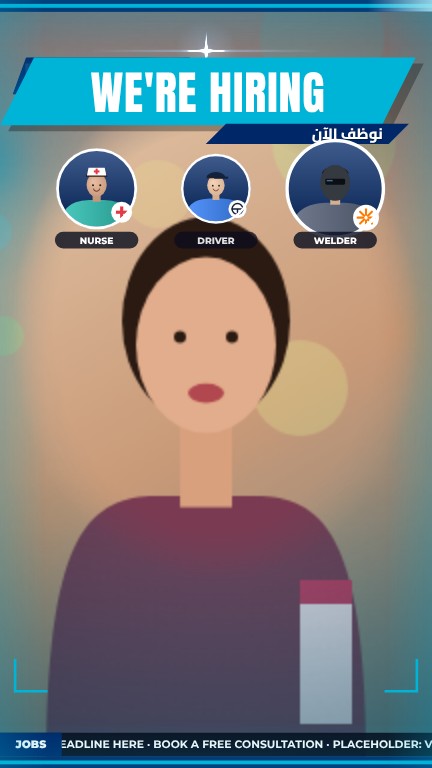 WE'RE HIRING
نوظف الآن
NURSE
DRIVER
WELDER
JOBS
EADLINE HERE · BOOK A FREE CONSULTATION · PLACEHOLDER: V